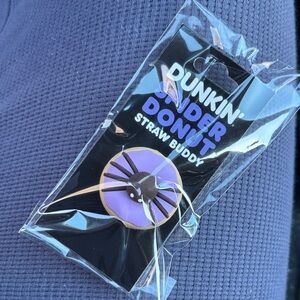 DUNKIN'
SPIDER
DONUT
STRAW BUDDY